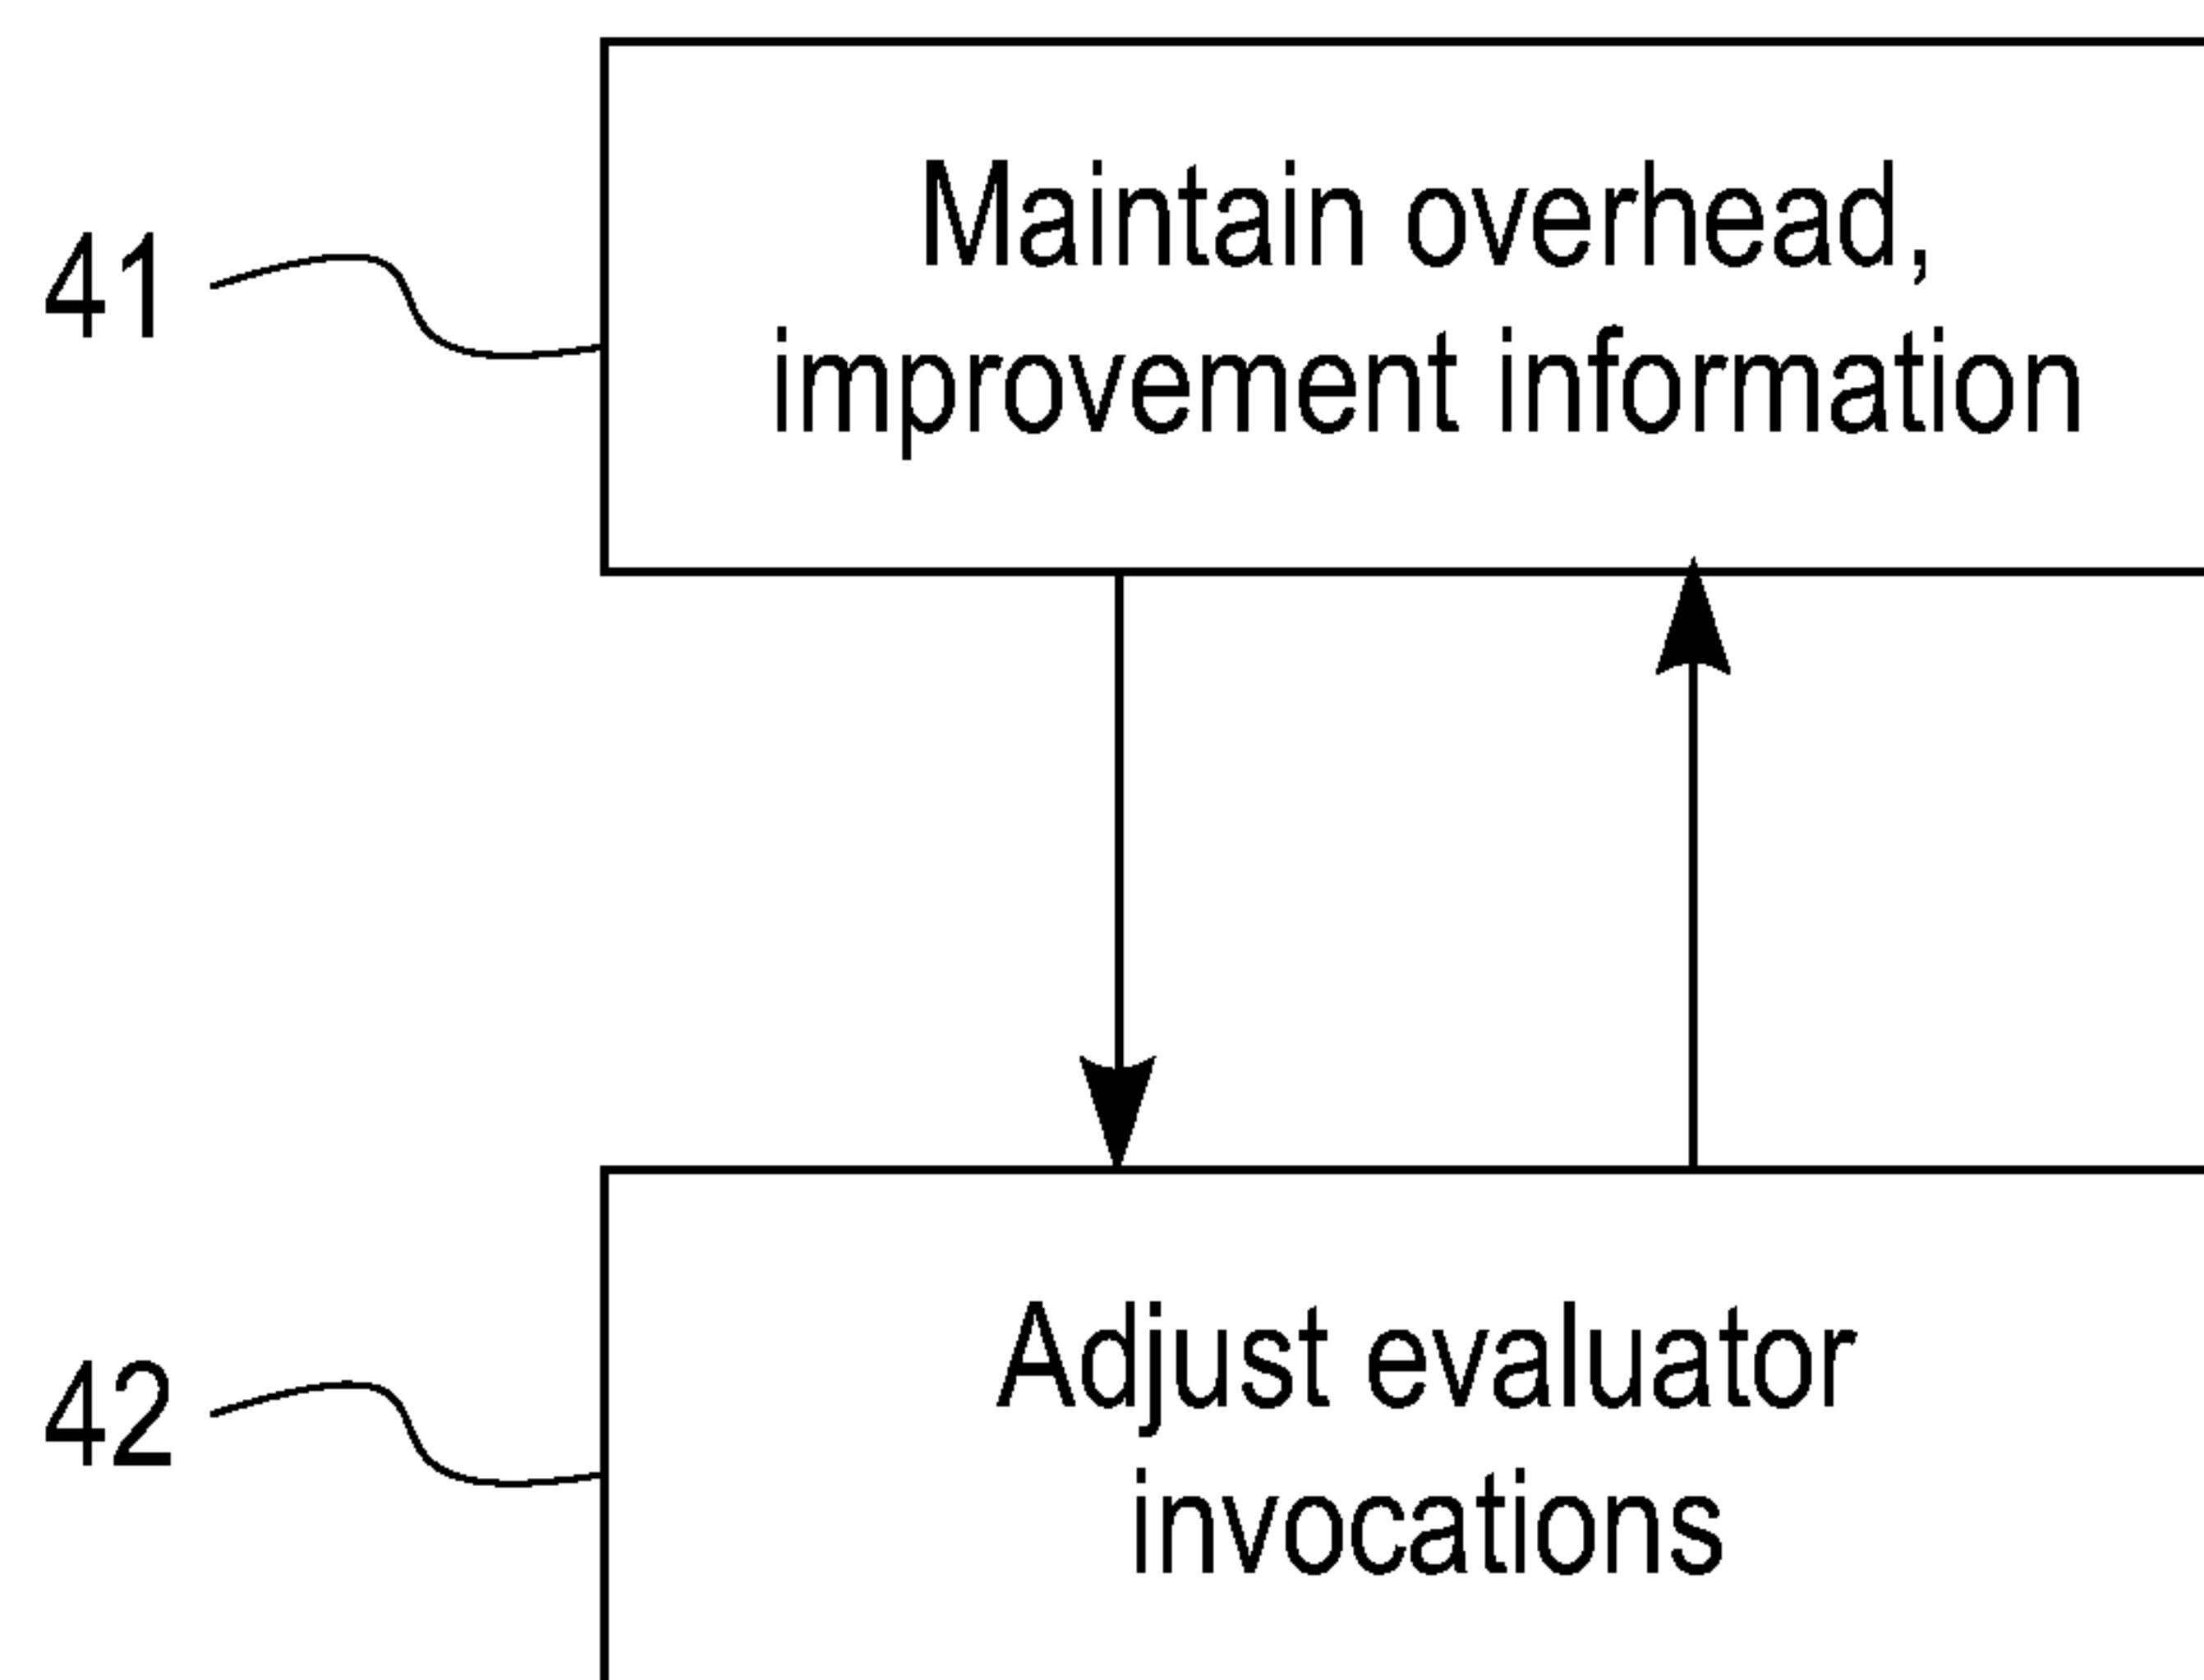 41
Maintain overhead,
improvement information
42
Adjust evaluator
invocations